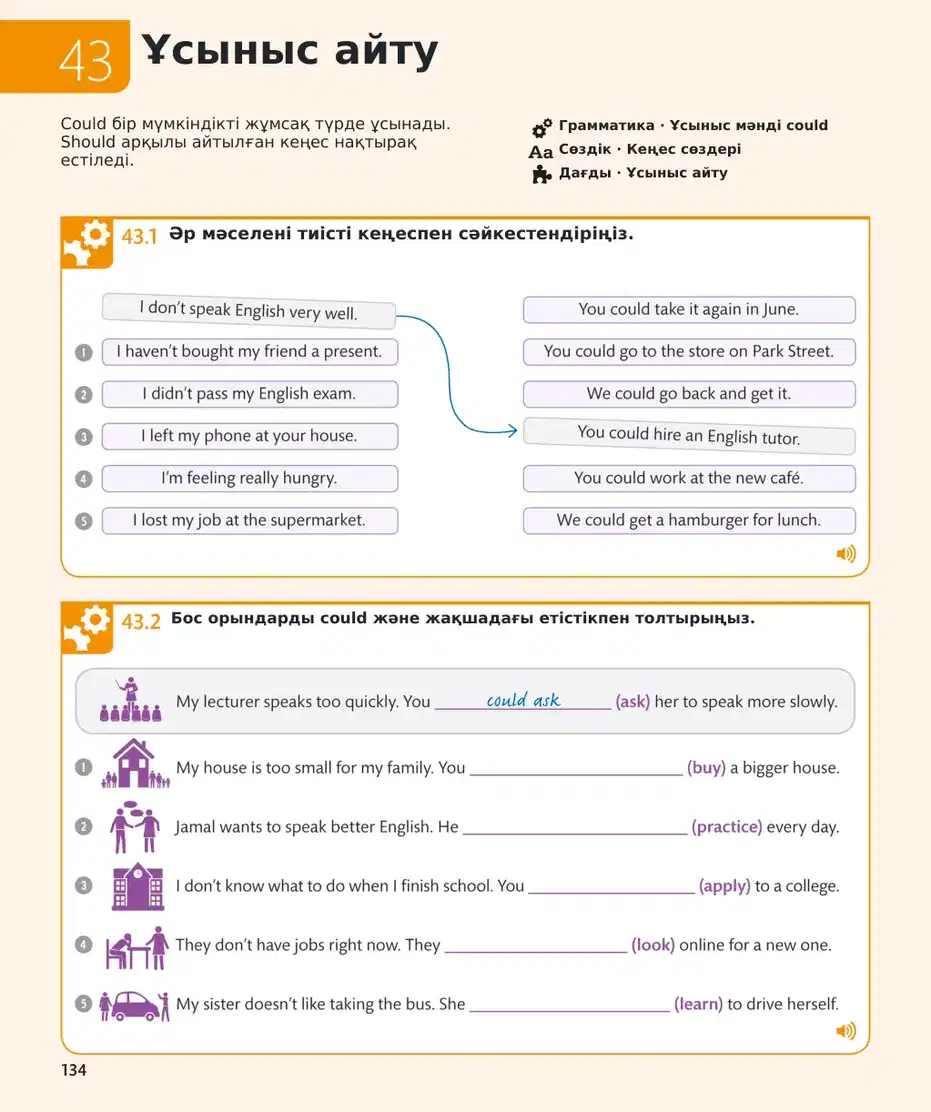 43 Ұсыныс айту
Could бір мүмкіндікті жұмсақ түрде ұсынады.
Should арқылы айтылған кеңес нақтырақ
естіледі.
Грамматика · Ұсыныс мәнді could
Aa Сөздік · Кеңес сөздері
Дағды · Ұсыныс айту
43.1 Әр мәселені тиісті кеңеспен сәйкестендіріңіз.
I don't speak English very well.
1 I haven't bought my friend a present.
2 I didn't pass my English exam.
3 I left my phone at your house.
4 I'm feeling really hungry.
5 I lost my job at the supermarket.
You could take it again in June.
You could go to the store on Park Street.
We could go back and get it.
You could hire an English tutor.
You could work at the new café.
We could get a hamburger for lunch.
43.2 Бос орындарды could және жақшадағы етістікпен толтырыңыз.
My lecturer speaks too quickly. You could ask (ask) her to speak more slowly.
1 My house is too small for my family. You ____ (buy) a bigger house.
2 Jamal wants to speak better English. He ____ (practice) every day.
3 I don't know what to do when I finish school. You ____ (apply) to a college.
4 They don't have jobs right now. They ____ (look) online for a new one.
5 My sister doesn't like taking the bus. She ____ (learn) to drive herself.
134